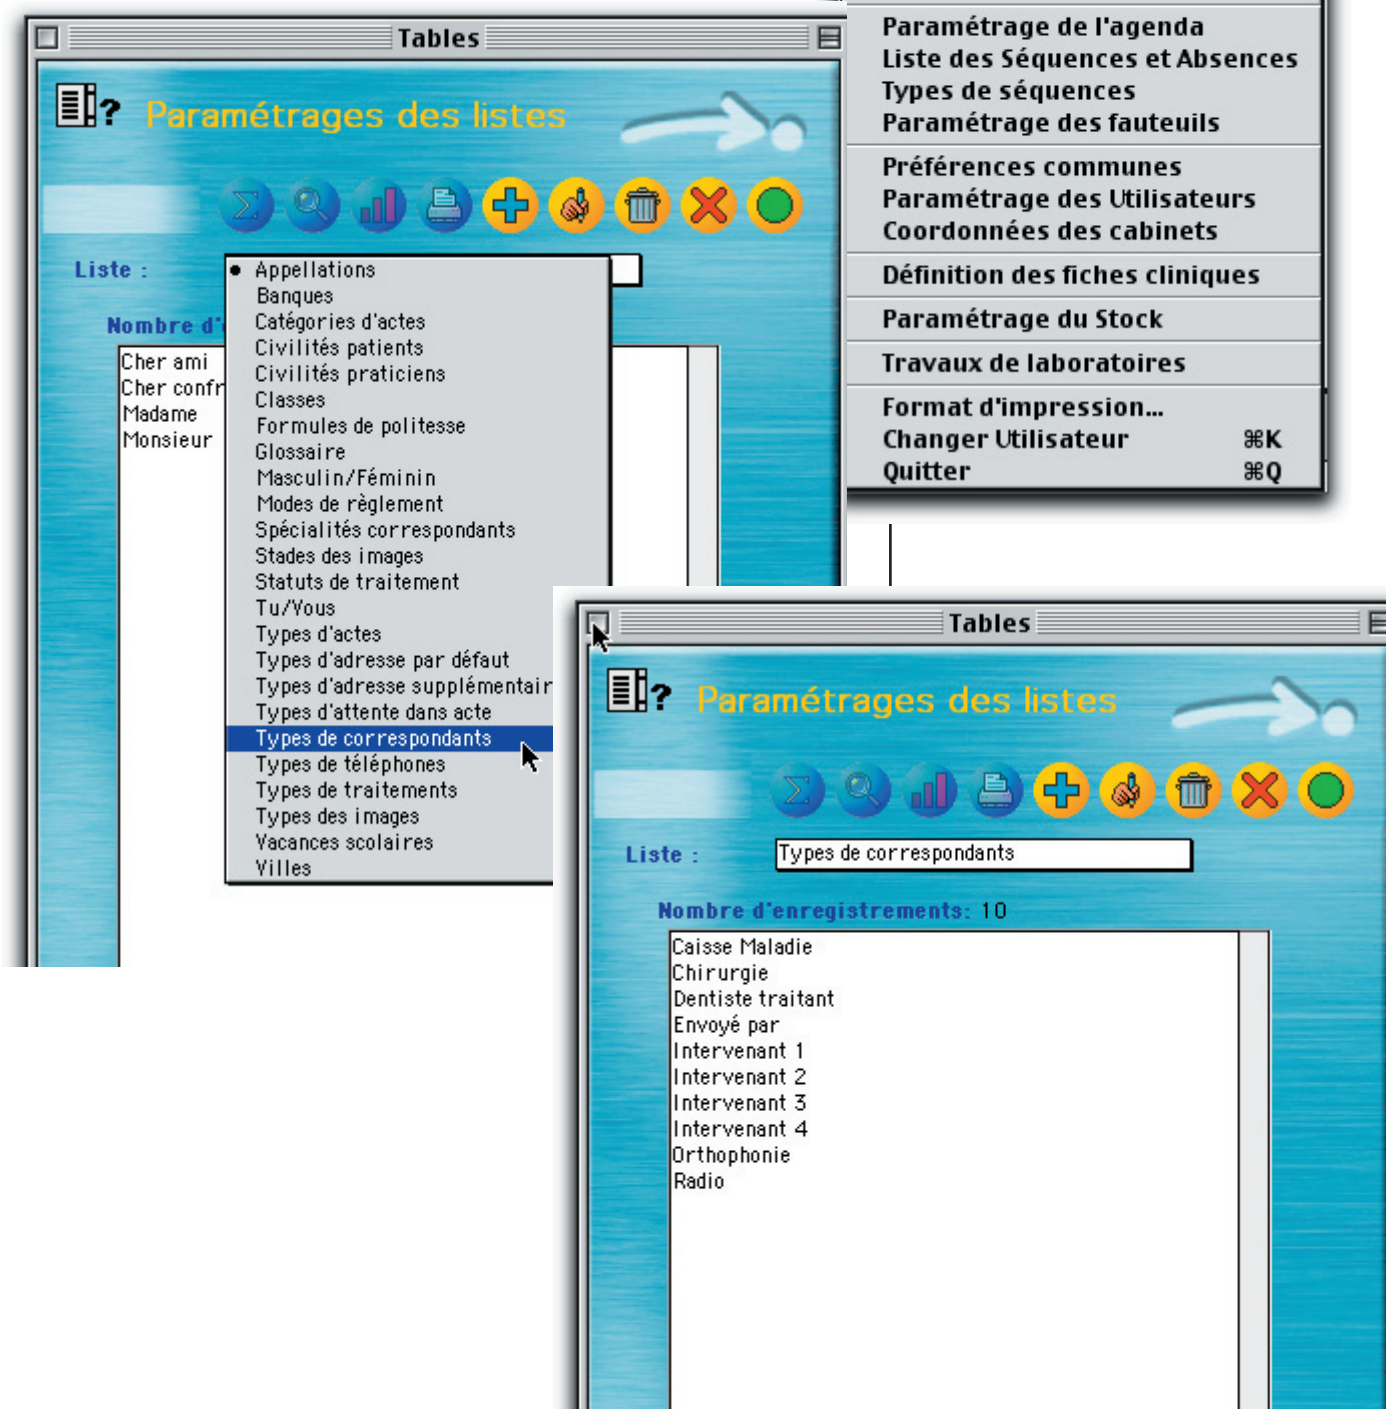 Tables
? Paramétrages des listes
Liste :
Appellations
Banques
Catégories d'actes
Civilités patients
Civilités praticiens
Classes
Formules de politesse
Glossaire
Masculin/Féminin
Modes de règlement
Spécialités correspondants
Stades des images
Statuts de traitement
Tu/Vous
Types d'actes
Types d'adresse par défaut
Types d'adresse supplémentair
Types d'attente dans acte
Types de correspondants
Types de téléphones
Types de traitements
Types des images
Vacances scolaires
Villes
Nombre d'
Cher ami
Cher confr
Madame
Monsieur
Paramétrage de l'agenda
Liste des Séquences et Absences
Types de séquences
Paramétrage des fauteuils
Préférences communes
Paramétrage des Utilisateurs
Coordonnées des cabinets
Définition des fiches cliniques
Paramétrage du Stock
Travaux de laboratoires
Format d'impression...
Changer Utilisateur ⌘K
Quitter ⌘Q
Tables
? Paramétrages des listes
Liste : Types de correspondants
Nombre d'enregistrements: 10
Caisse Maladie
Chirurgie
Dentiste traitant
Envoyé par
Intervenant 1
Intervenant 2
Intervenant 3
Intervenant 4
Orthophonie
Radio